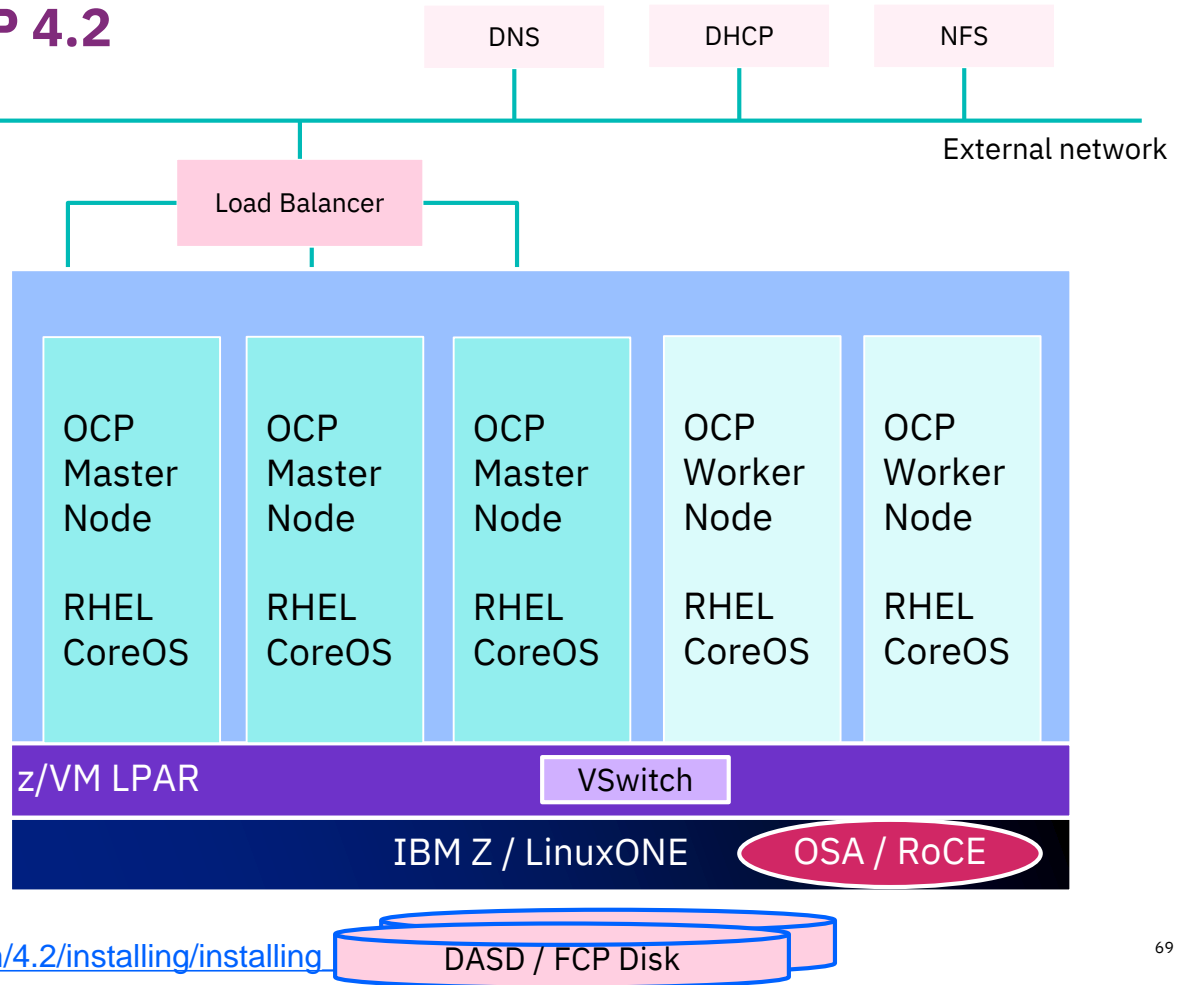 P 4.2
DNS
DHCP
NFS
External network
Load Balancer
OCP
Master
Node
RHEL
CoreOS
OCP
Master
Node
RHEL
CoreOS
OCP
Master
Node
RHEL
CoreOS
OCP
Worker
Node
RHEL
CoreOS
OCP
Worker
Node
RHEL
CoreOS
z/VM LPAR
VSwitch
IBM Z / LinuxONE
OSA / RoCE
/4.2/installing/installing_
DASD / FCP Disk
69